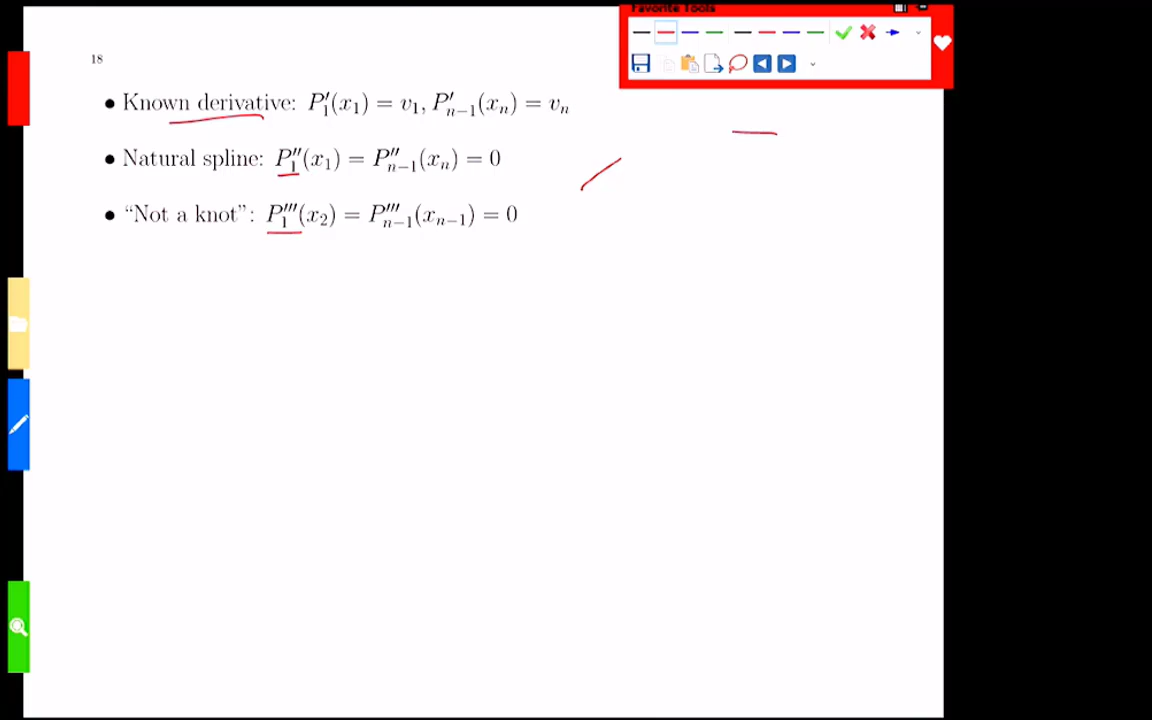 Favorite Tools
18
• Known derivative: P′₁(x₁) = v₁, P′ₙ₋₁(xₙ) = vₙ
• Natural spline: P″₁(x₁) = P″ₙ₋₁(xₙ) = 0
• “Not a knot”: P‴₁(x₂) = P‴ₙ₋₁(xₙ₋₁) = 0